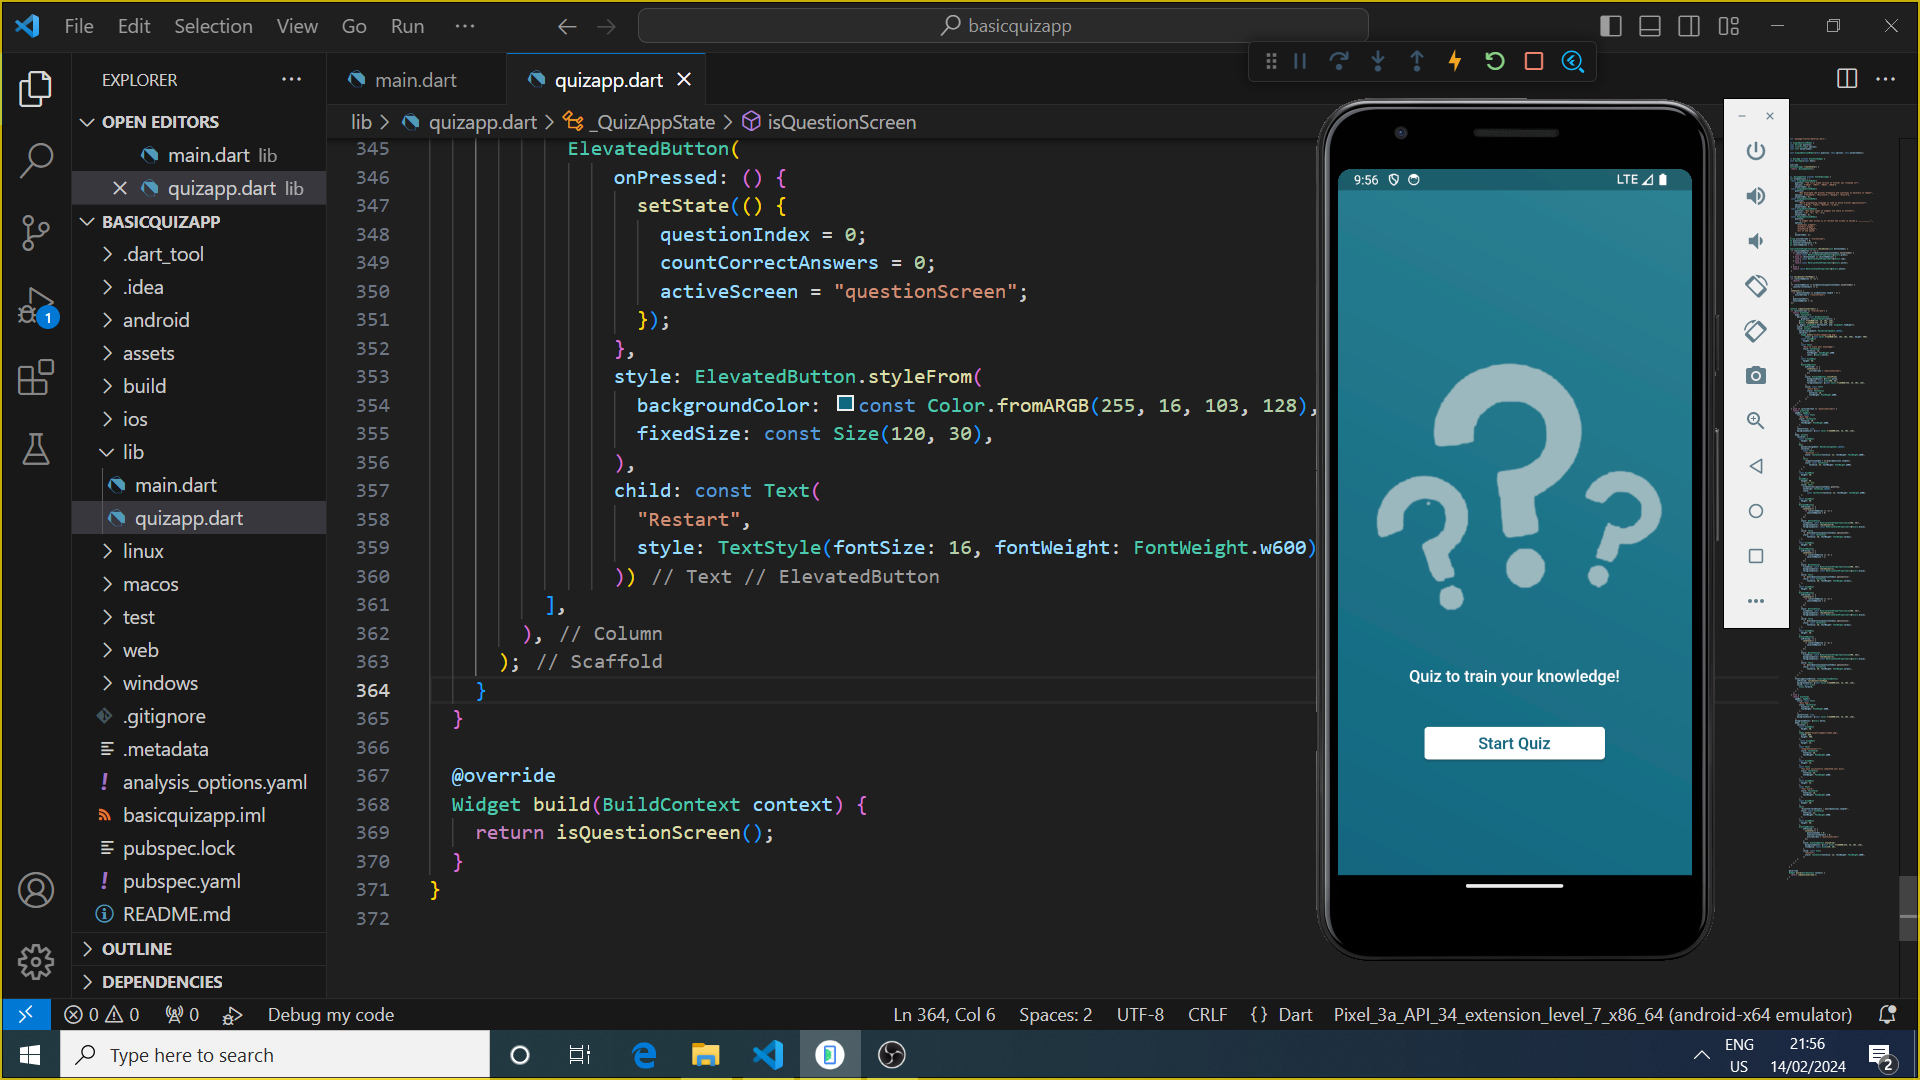 File Edit Selection View Go Run ···
basicquizapp
EXPLORER
main.dart
quizapp.dart
OPEN EDITORS
main.dart lib
quizapp.dart lib
BASICQUIZAPP
.dart_tool
.idea
android
assets
build
ios
lib
main.dart
quizapp.dart
linux
macos
test
web
windows
.gitignore
.metadata
analysis_options.yaml
basicquizapp.iml
pubspec.lock
pubspec.yaml
README.md
OUTLINE
DEPENDENCIES
1
lib > quizapp.dart > _QuizAppState > isQuestionScreen
345 ElevatedButton(
346 onPressed: () {
347 setState(() {
348 questionIndex = 0;
349 countCorrectAnswers = 0;
350 activeScreen = "questionScreen";
351 });
352 },
353 style: ElevatedButton.styleFrom(
354 backgroundColor: const Color.fromARGB(255, 16, 103, 128),
355 fixedSize: const Size(120, 30),
356 ),
357 child: const Text(
358 "Restart",
359 style: TextStyle(fontSize: 16, fontWeight: FontWeight.w600)
360 )) // Text // ElevatedButton
361 ],
362 ), // Column
363 ); // Scaffold
364 }
365 }
366
367 @override
368 Widget build(BuildContext context) {
369 return isQuestionScreen();
370 }
371 }
372
9:56 LTE
Quiz to train your knowledge!
Start Quiz
0 0 0 Debug my code
Ln 364, Col 6 Spaces: 2 UTF-8 CRLF {} Dart Pixel_3a_API_34_extension_level_7_x86_64 (android-x64 emulator)
Type here to search
ENG
US
21:56
14/02/2024
2